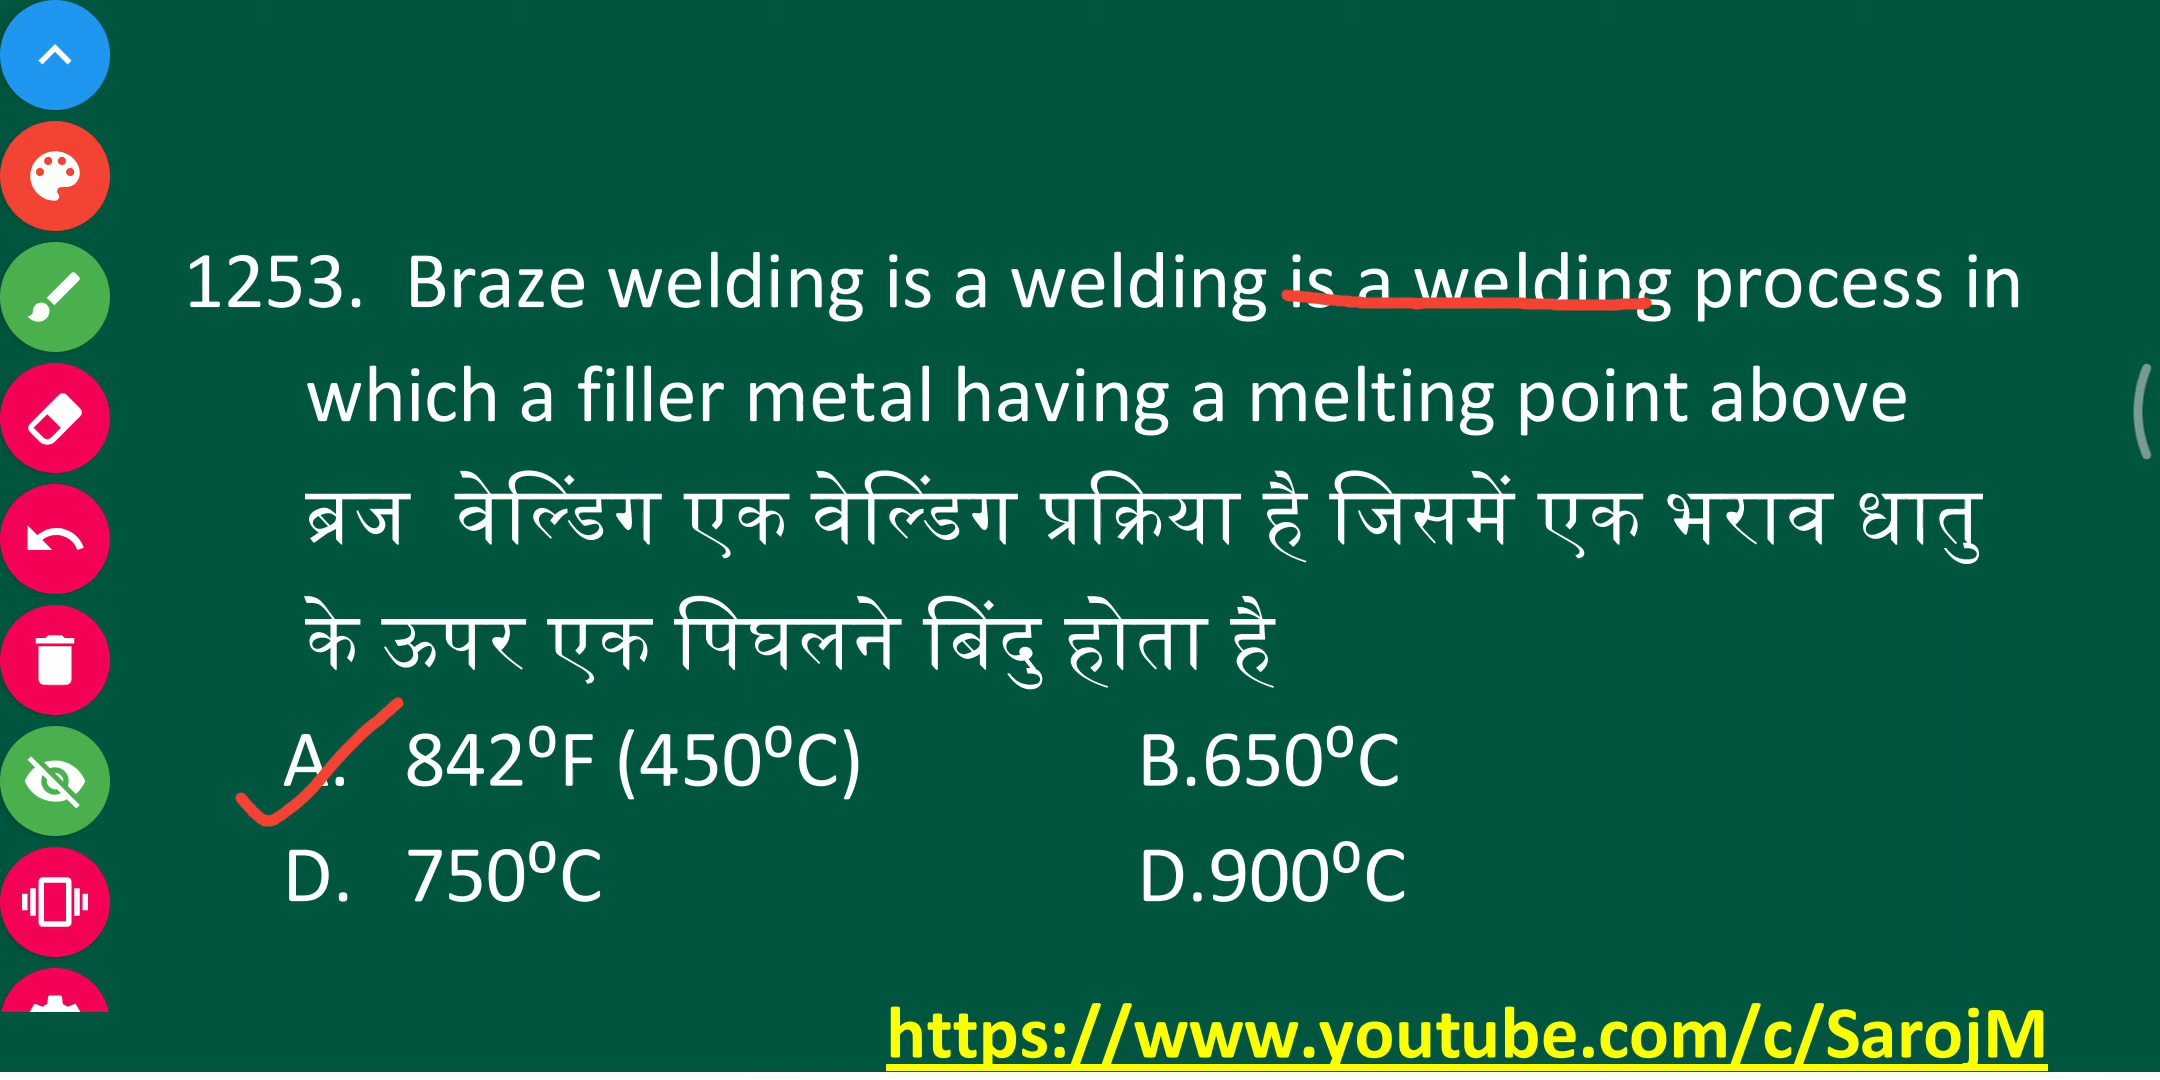 1253. Braze welding is a welding is a welding process in
which a filler metal having a melting point above
ब्रज वेल्डिंग एक वेल्डिंग प्रक्रिया है जिसमें एक भराव धातु
के ऊपर एक पिघलने बिंदु होता है
A. 842⁰F (450⁰C) B.650⁰C
D. 750⁰C D.900⁰C
https://www.youtube.com/c/SarojM